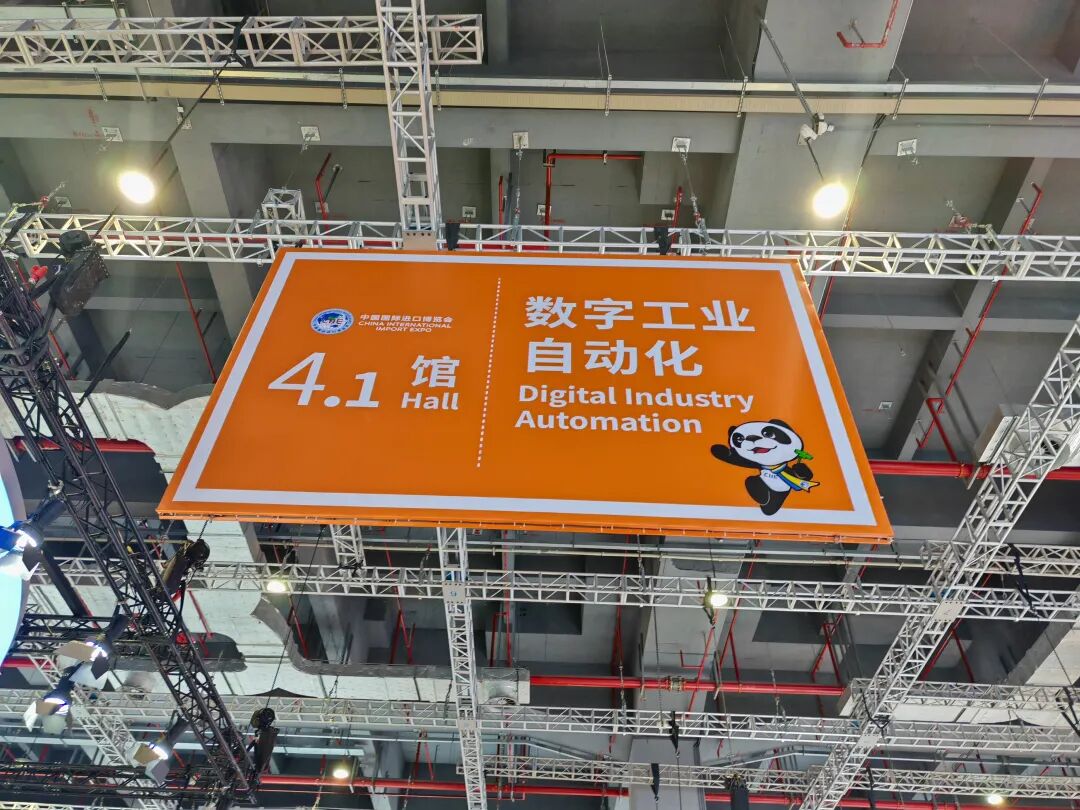 中国国际进口博览会
CHINA INTERNATIONAL
IMPORT EXPO
4.1 馆
Hall
数字工业
自动化
Digital Industry
Automation
9